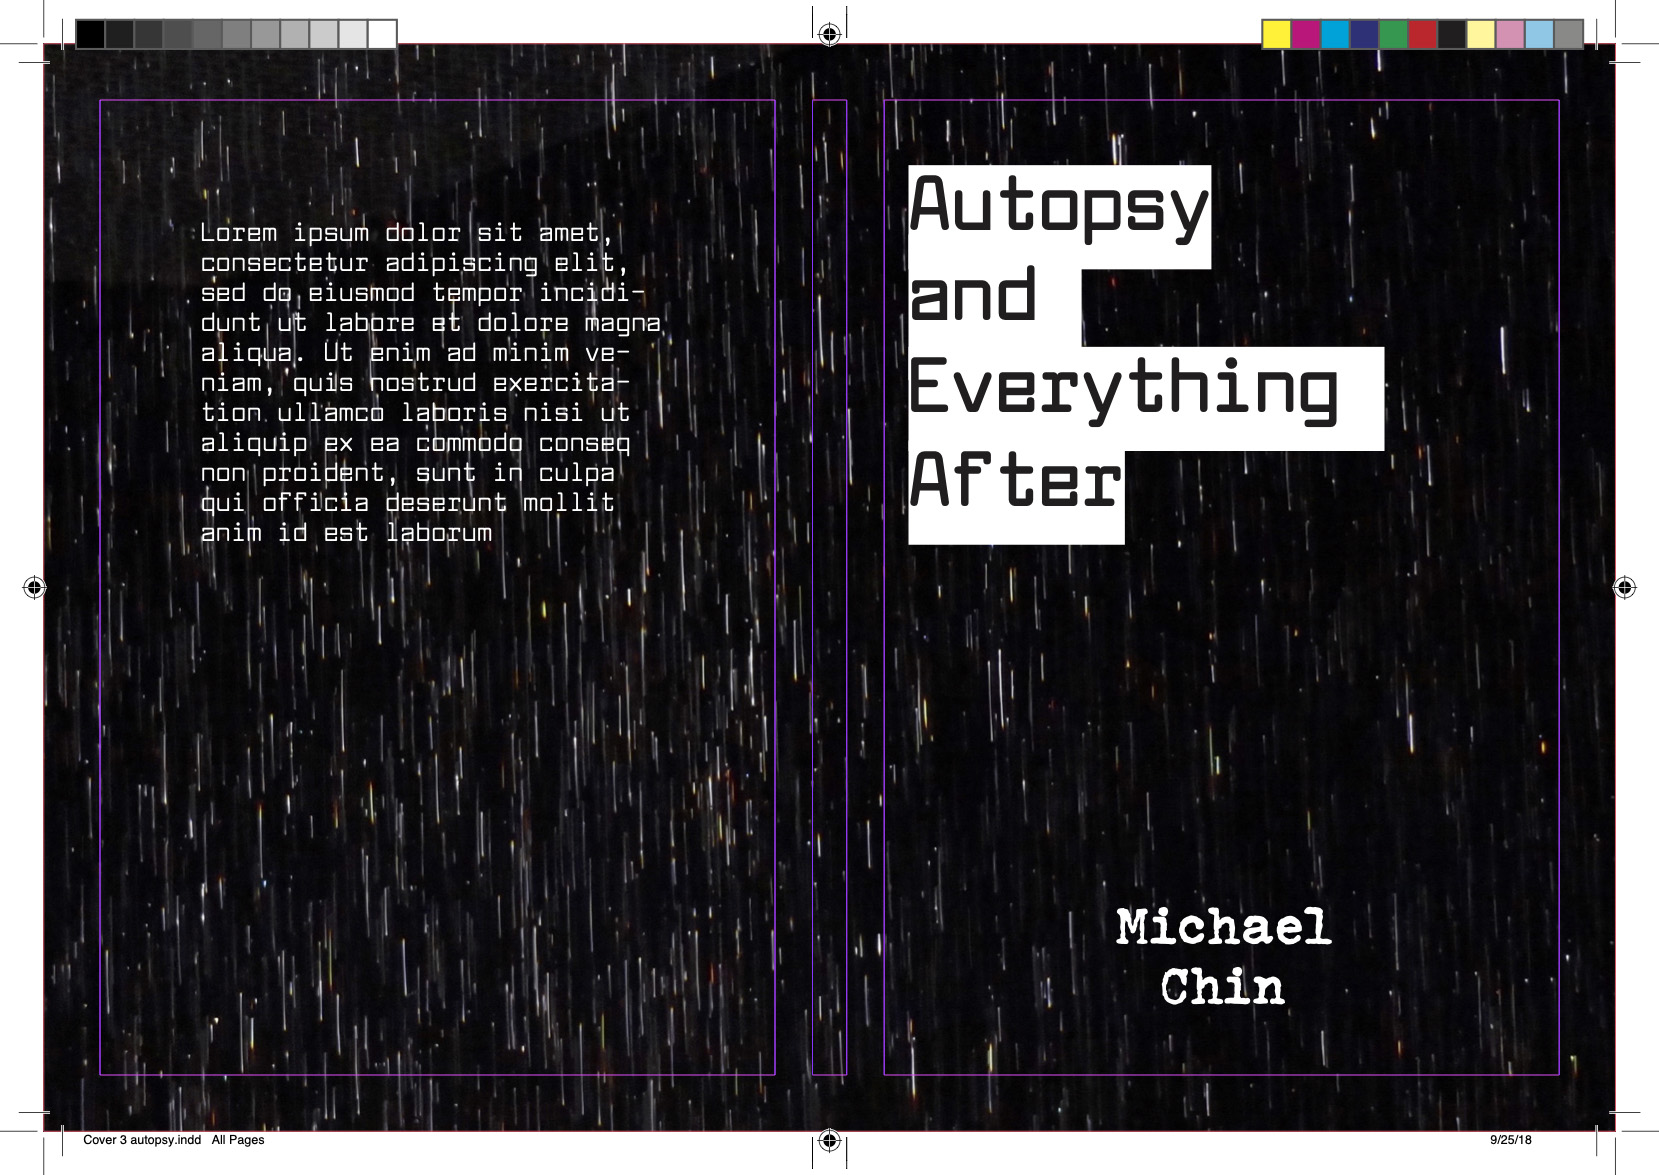 Lorem ipsum dolor sit amet,
consectetur adipiscing elit,
sed do eiusmod tempor incidi-
dunt ut labore et dolore magna
aliqua. Ut enim ad minim ve-
niam, quis nostrud exercita-
tion ullamco laboris nisi ut
aliquip ex ea commodo conseq
non proident, sunt in culpa
qui officia deserunt mollit
anim id est laborum
Autopsy
and
Everything
After
Michael
Chin
Cover 3 autopsy.indd   All Pages
9/25/18